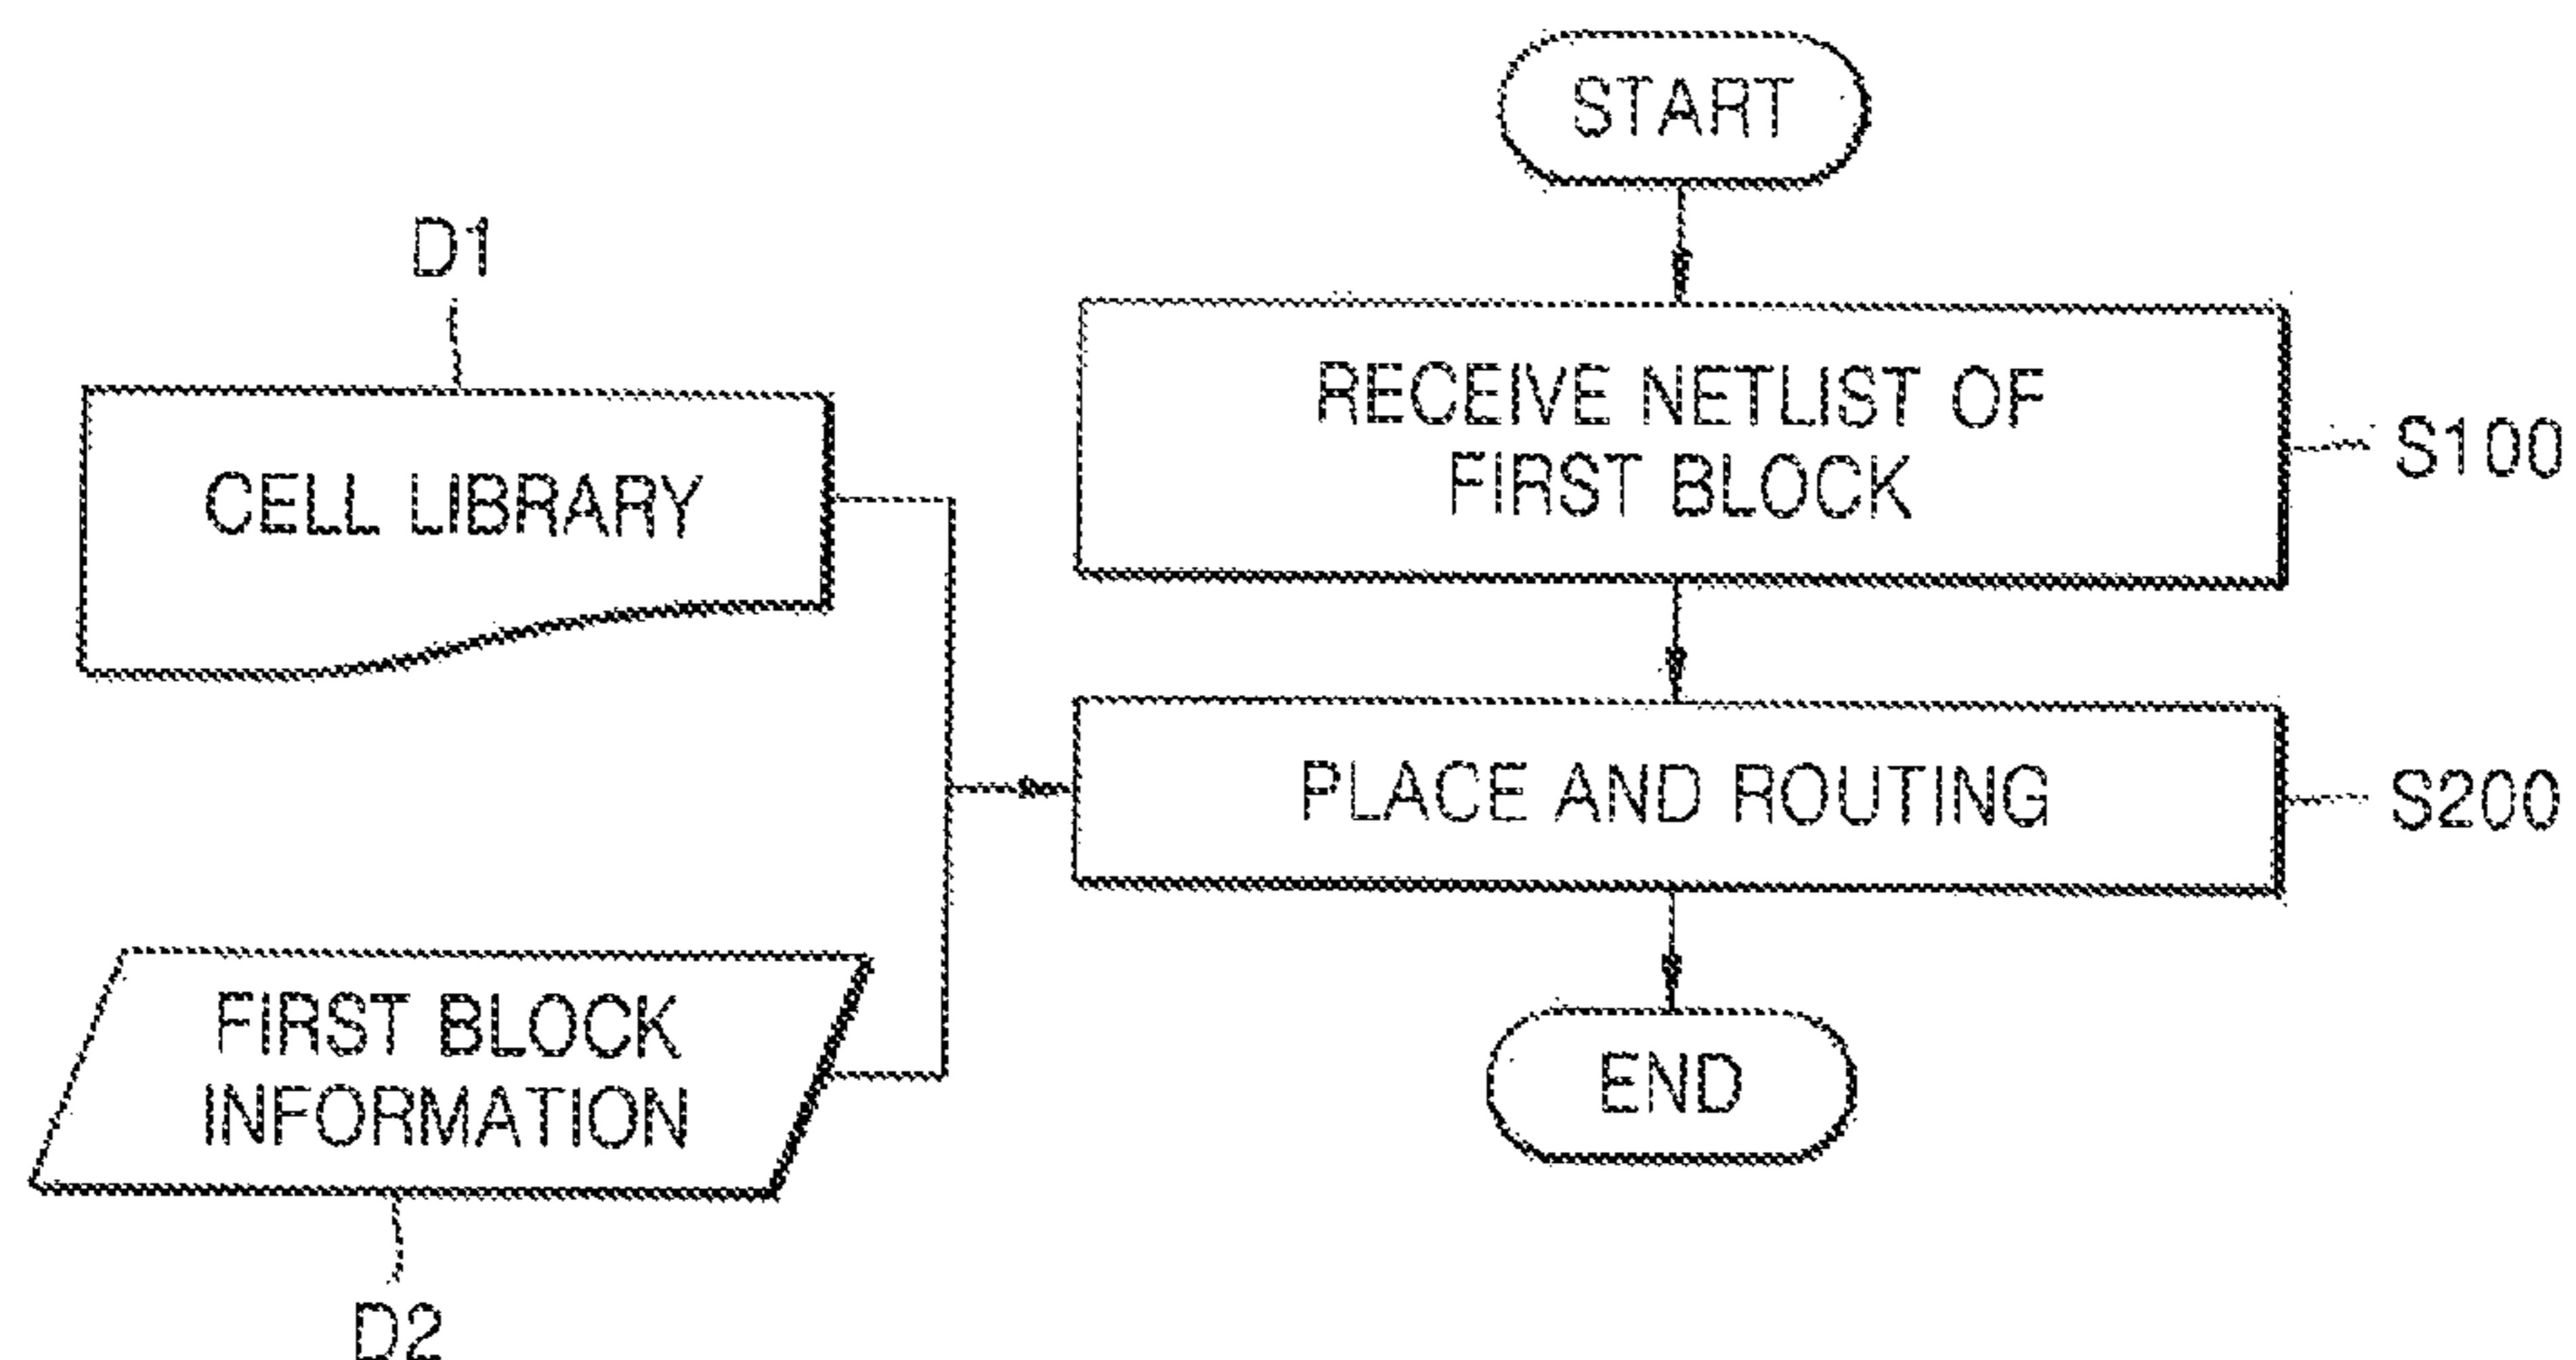 START
D1
RECEIVE NETLIST OF
FIRST BLOCK
S100
CELL LIBRARY
PLACE AND ROUTING
S200
FIRST BLOCK
INFORMATION
END
D2